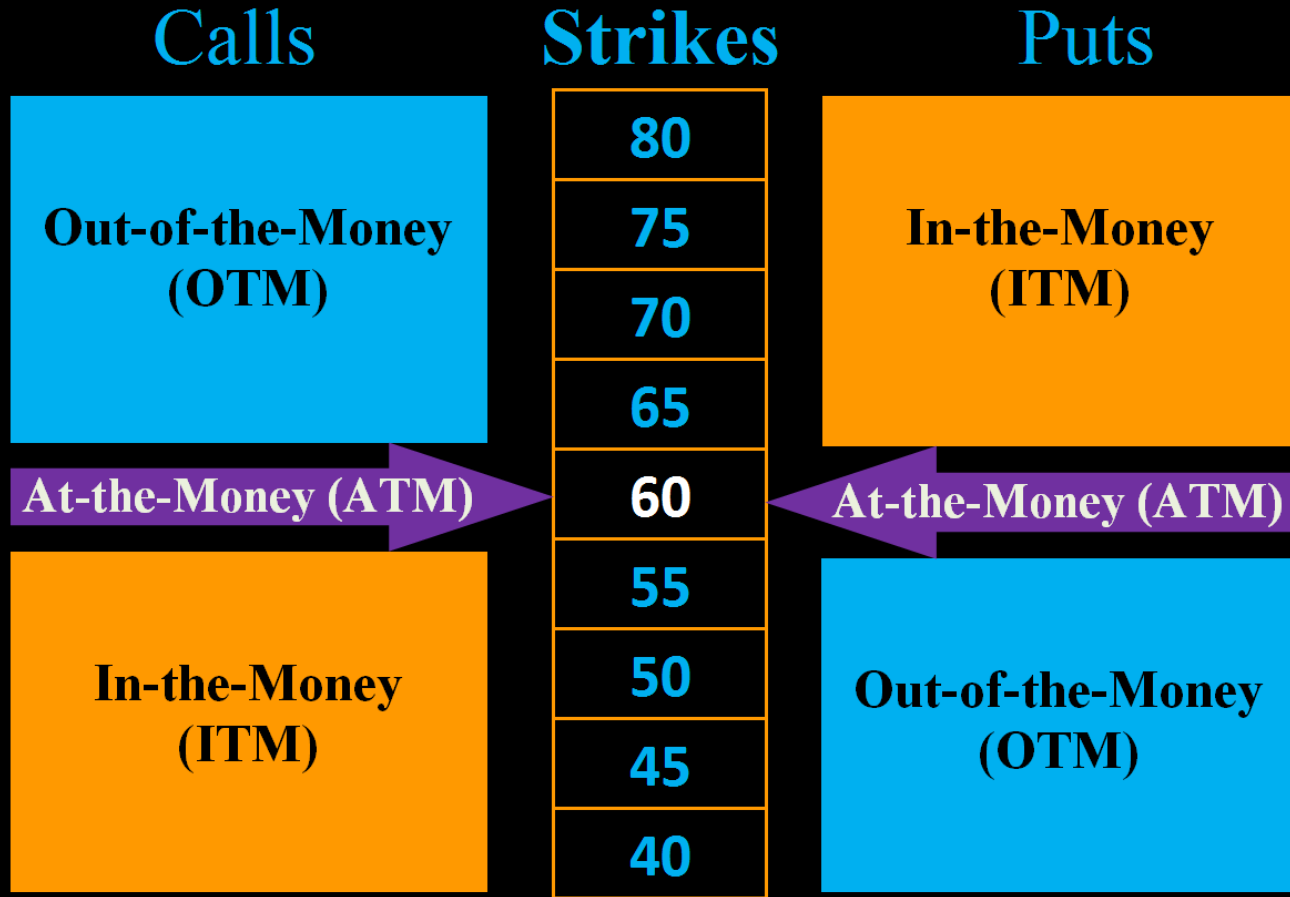 Calls
Strikes
Puts
80
Out-of-the-Money
(OTM)
75
In-the-Money
(ITM)
70
65
At-the-Money (ATM)
60
At-the-Money (ATM)
55
In-the-Money
(ITM)
50
Out-of-the-Money
(OTM)
45
40